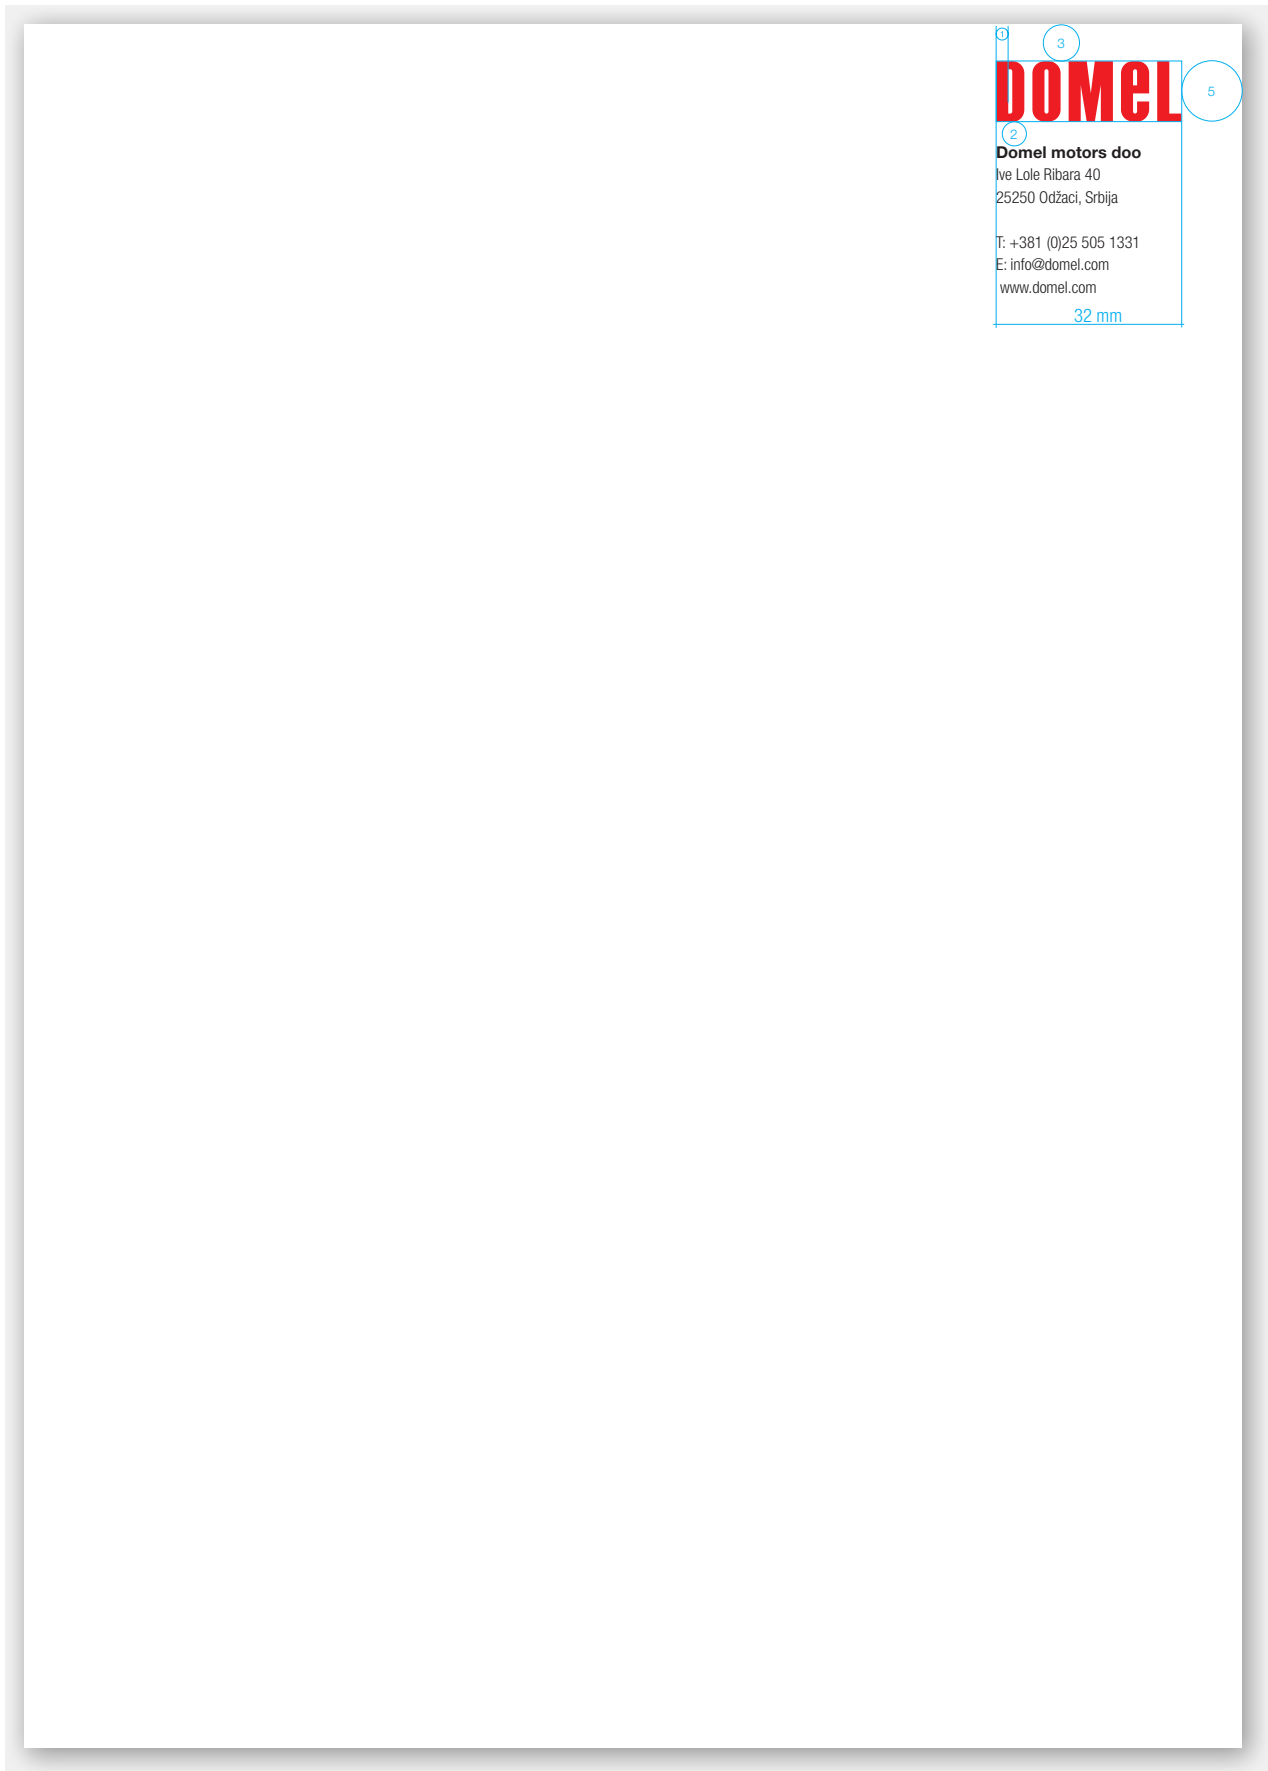 1
3
DOMEL
5
2
Domel motors doo
Ive Lole Ribara 40
25250 Odžaci, Srbija
T: +381 (0)25 505 1331
E: info@domel.com
www.domel.com
32 mm